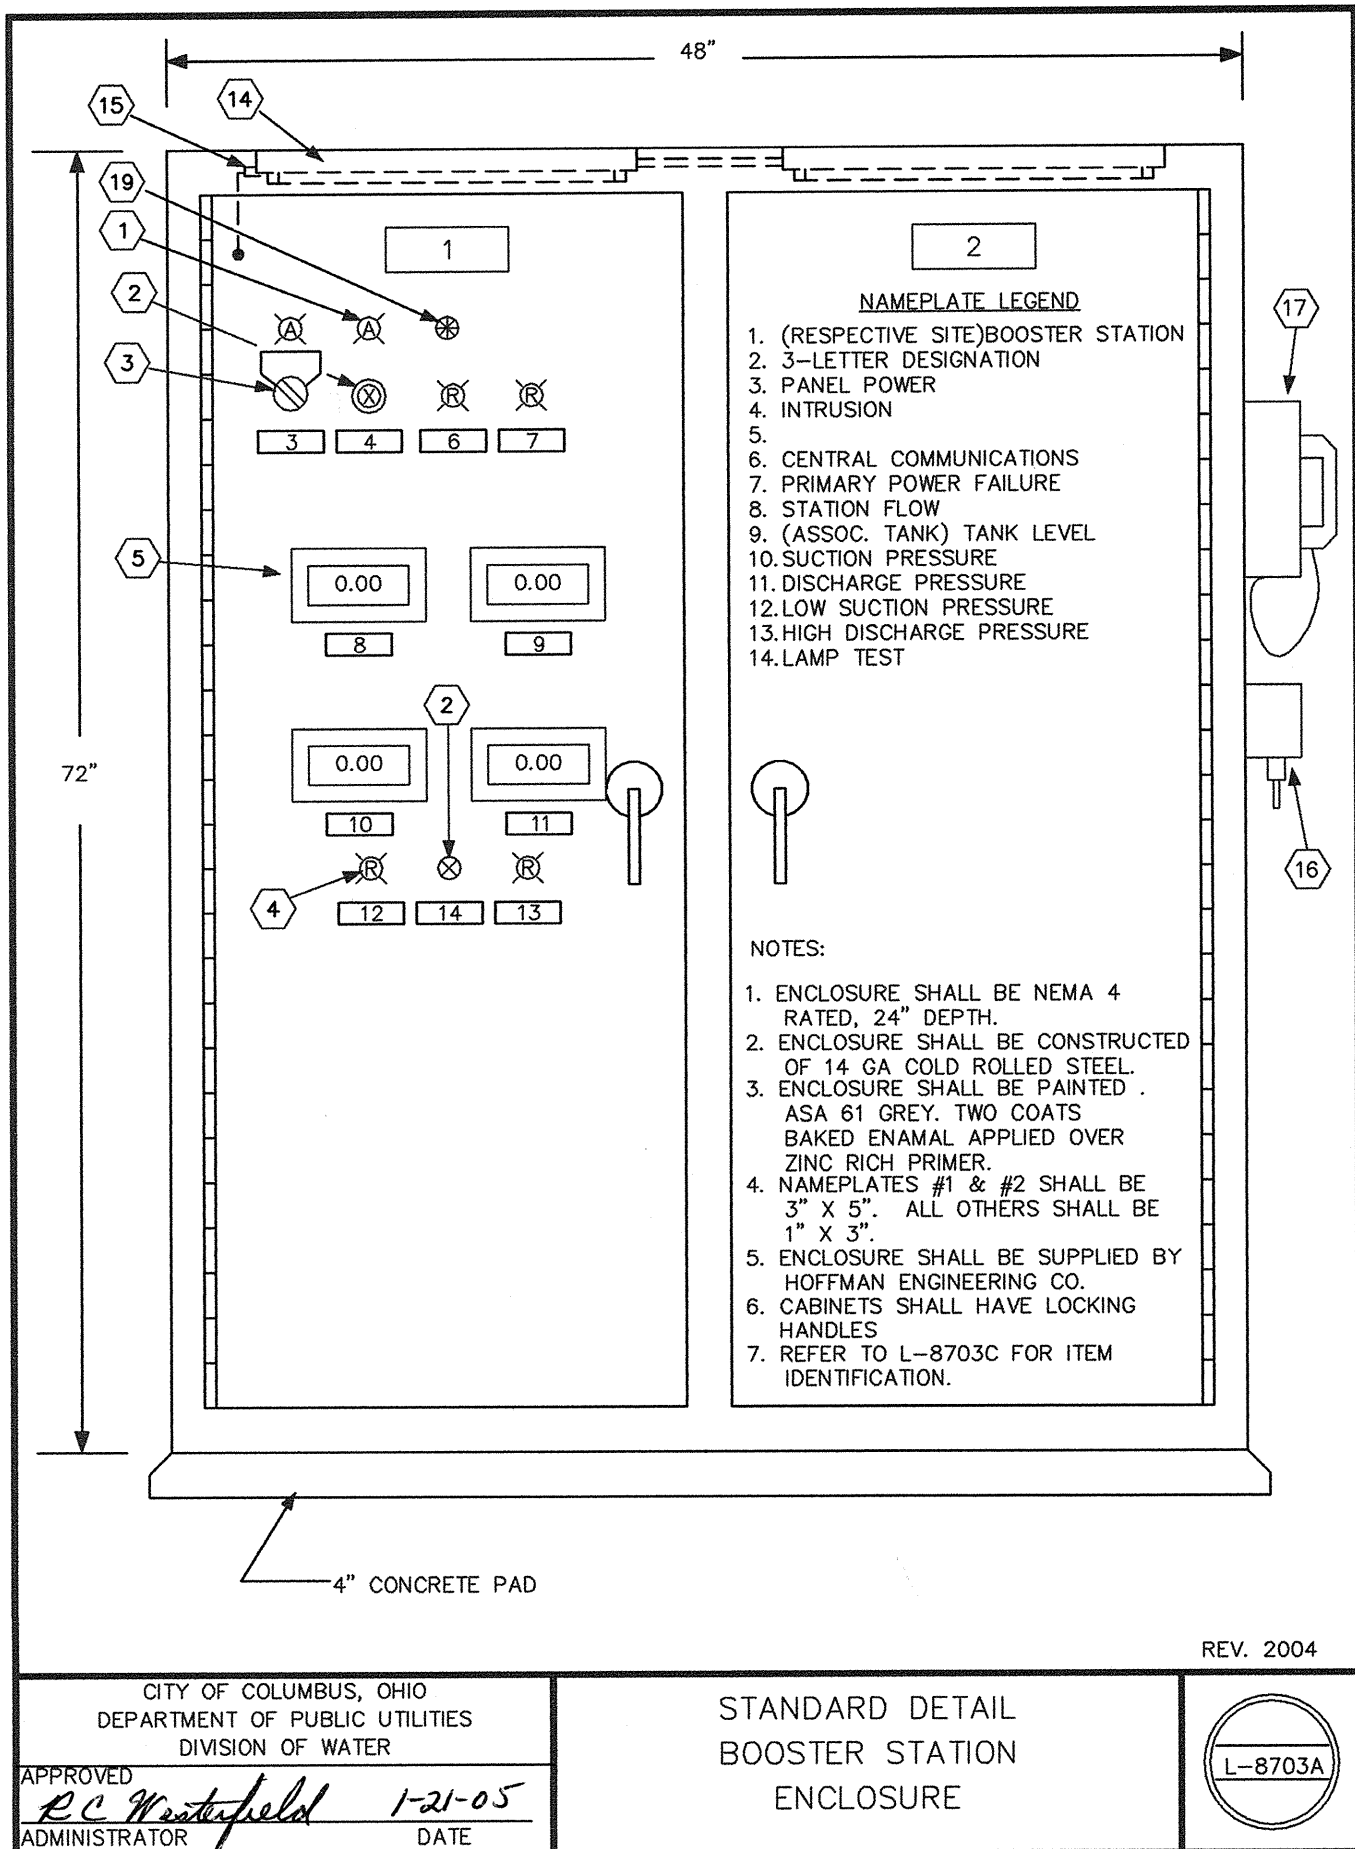 48"
15
14
19
1
2
3
1
2
A
A
X
R
R
3
4
6
7
NAMEPLATE LEGEND
1. (RESPECTIVE SITE)BOOSTER STATION
2. 3-LETTER DESIGNATION
3. PANEL POWER
4. INTRUSION
5.
6. CENTRAL COMMUNICATIONS
7. PRIMARY POWER FAILURE
8. STATION FLOW
9. (ASSOC. TANK) TANK LEVEL
10. SUCTION PRESSURE
11. DISCHARGE PRESSURE
12. LOW SUCTION PRESSURE
13. HIGH DISCHARGE PRESSURE
14. LAMP TEST
17
5
0.00
0.00
8
9
2
72"
0.00
0.00
10
11
16
R
R
4
12
14
13
NOTES:
1. ENCLOSURE SHALL BE NEMA 4
RATED, 24" DEPTH.
2. ENCLOSURE SHALL BE CONSTRUCTED
OF 14 GA COLD ROLLED STEEL.
3. ENCLOSURE SHALL BE PAINTED .
ASA 61 GREY. TWO COATS
BAKED ENAMAL APPLIED OVER
ZINC RICH PRIMER.
4. NAMEPLATES #1 & #2 SHALL BE
3" X 5". ALL OTHERS SHALL BE
1" X 3".
5. ENCLOSURE SHALL BE SUPPLIED BY
HOFFMAN ENGINEERING CO.
6. CABINETS SHALL HAVE LOCKING
HANDLES
7. REFER TO L-8703C FOR ITEM
IDENTIFICATION.
4" CONCRETE PAD
REV. 2004
CITY OF COLUMBUS, OHIO
DEPARTMENT OF PUBLIC UTILITIES
DIVISION OF WATER
APPROVED
R C Westerfield 1-21-05
ADMINISTRATOR DATE
STANDARD DETAIL
BOOSTER STATION
ENCLOSURE
L-8703A